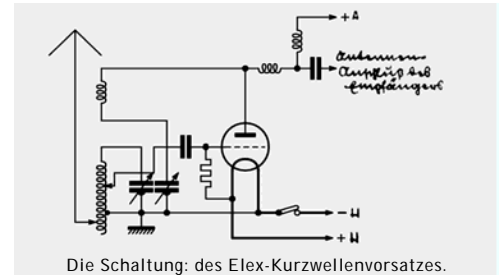 +A
Antennen-
Anschluß des
Empfängers
-H
+H
Die Schaltung: des Elex-Kurzwellenvorsatzes.